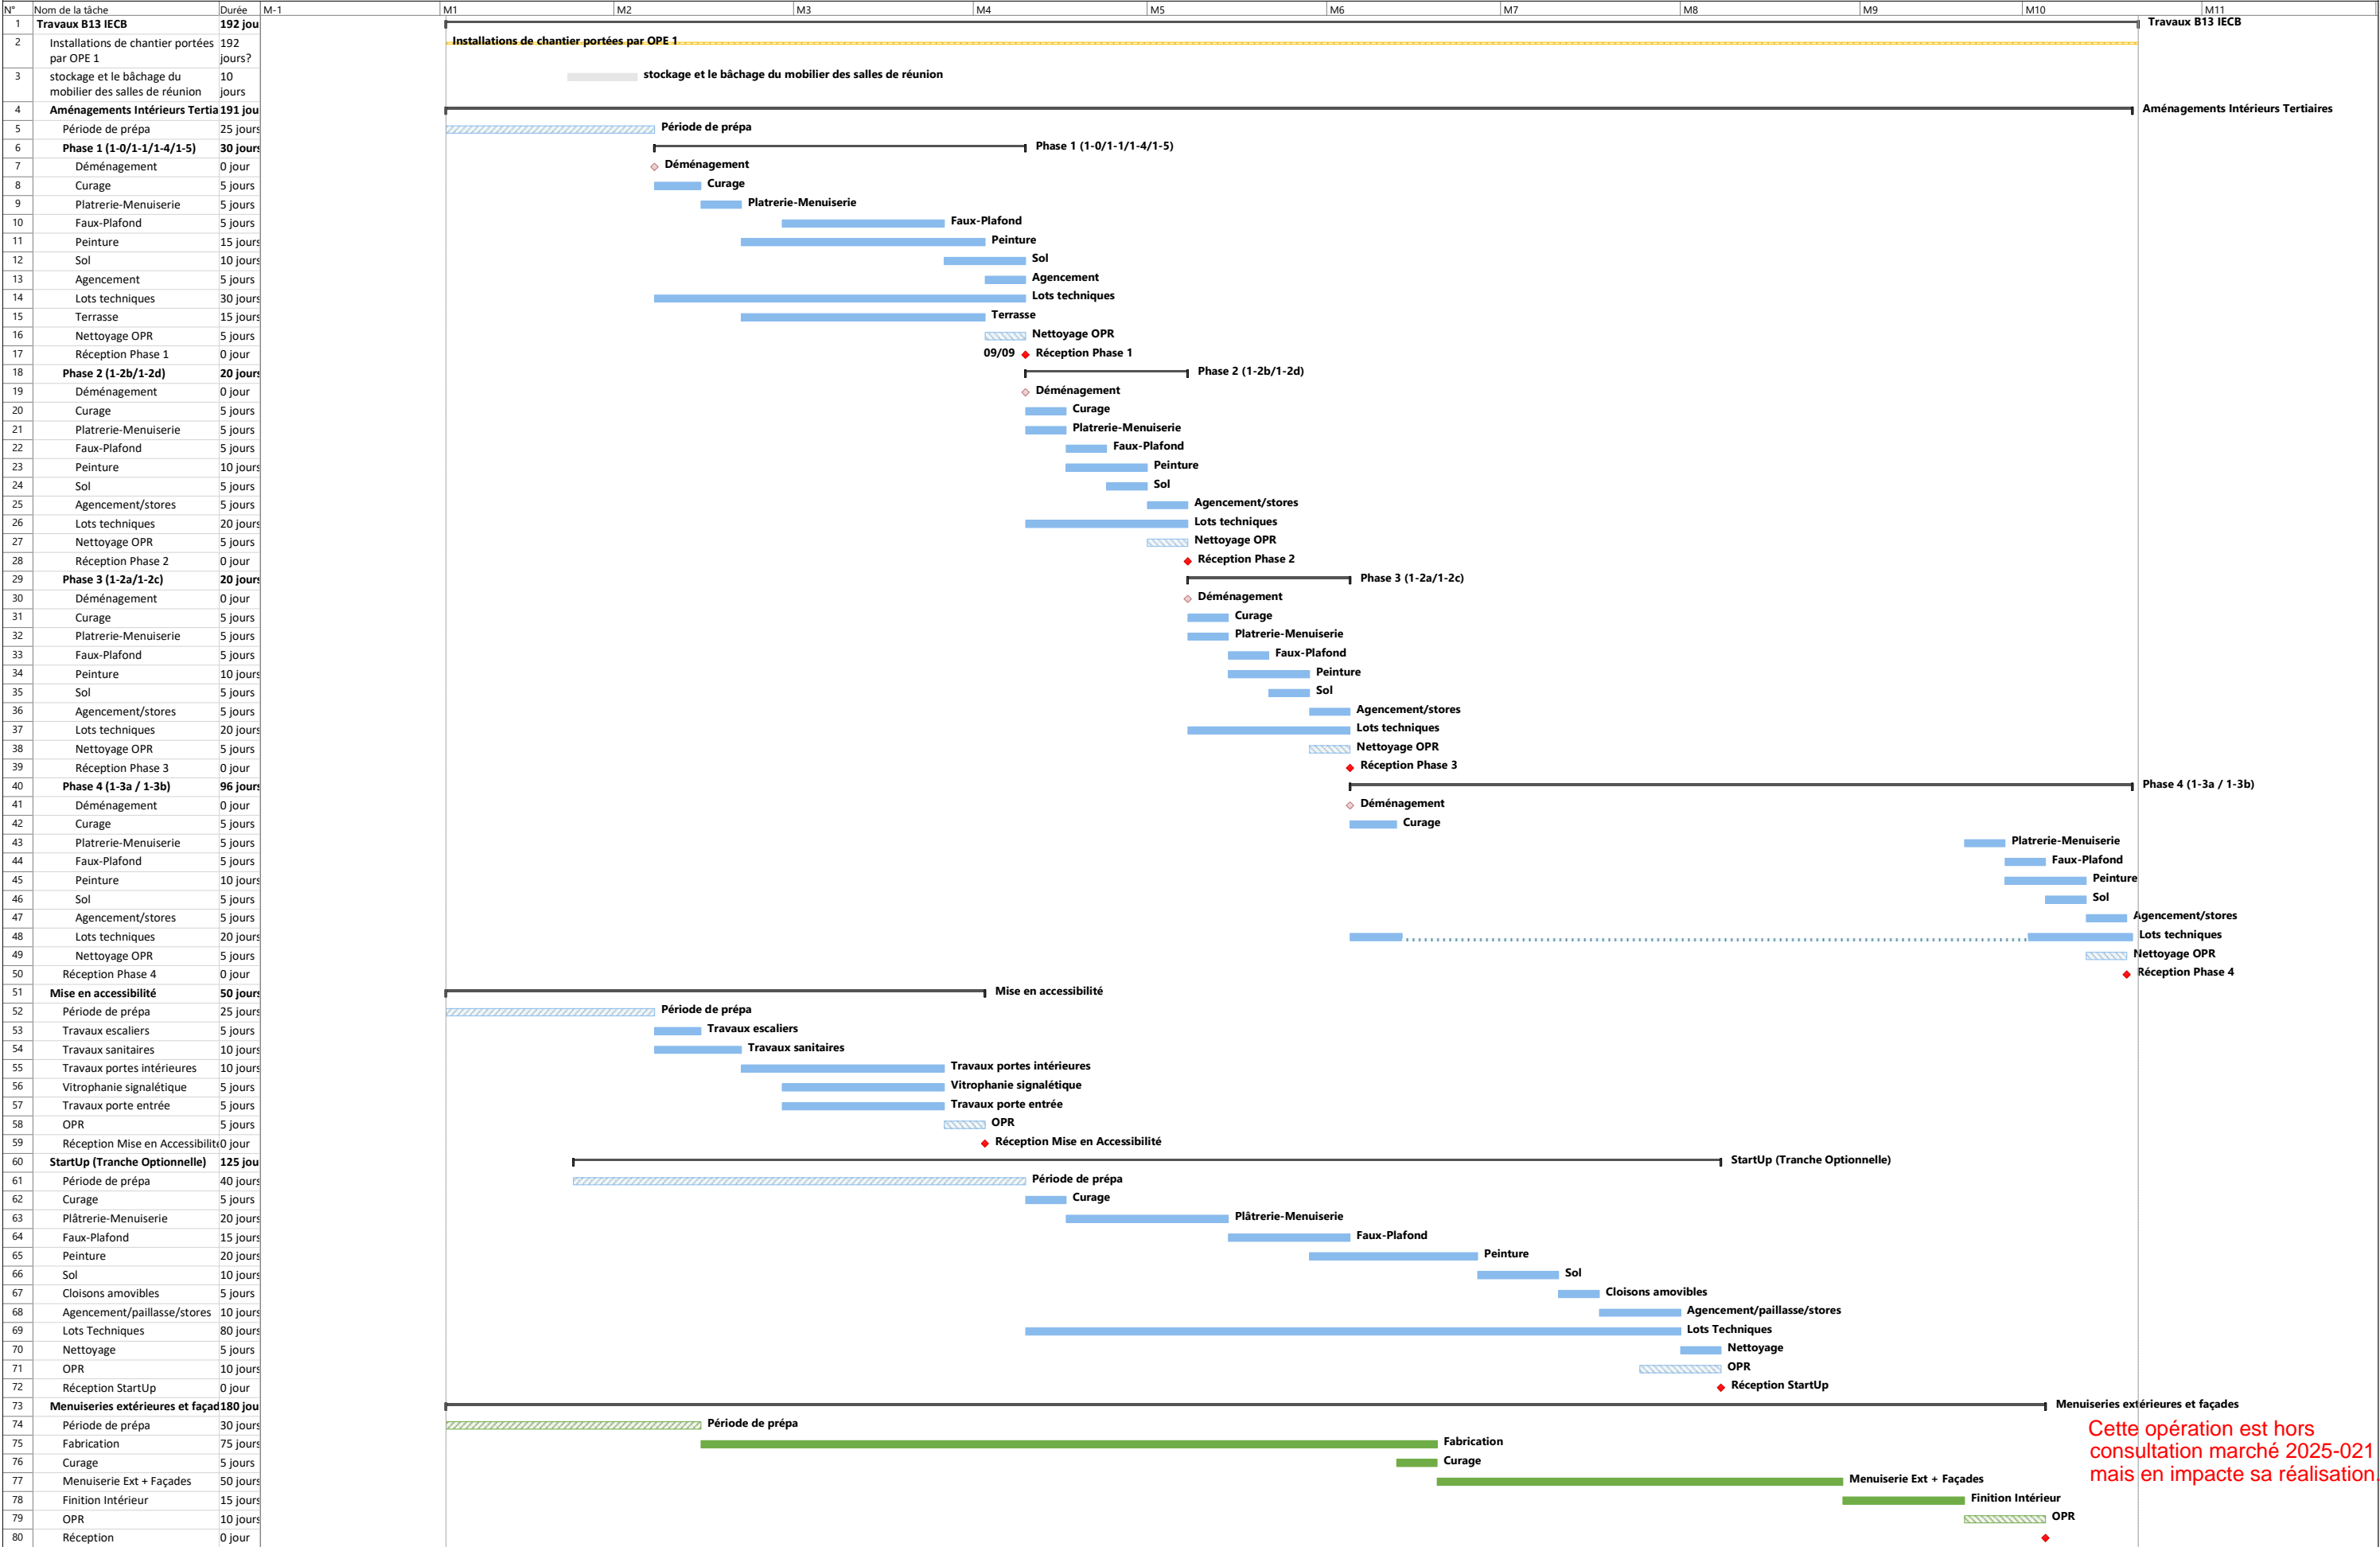 N° Nom de la tâche Durée M-1 M1 M2 M3 M4 M5 M6 M7 M8 M9 M10 M11
1 Travaux B13 IECB 192 jou Travaux B13 IECB
2 Installations de chantier portées 192 Installations de chantier portées par OPE 1
par OPE 1 jours?
3 stockage et le bâchage du 10 stockage et le bâchage du mobilier des salles de réunion
mobilier des salles de réunion jours
4 Aménagements Intérieurs Tertia 191 jou Aménagements Intérieurs Tertiaires
5 Période de prépa 25 jours Période de prépa
6 Phase 1 (1-0/1-1/1-4/1-5) 30 jours Phase 1 (1-0/1-1/1-4/1-5)
7 Déménagement 0 jour Déménagement
8 Curage 5 jours Curage
9 Platrerie-Menuiserie 5 jours Platrerie-Menuiserie
10 Faux-Plafond 5 jours Faux-Plafond
11 Peinture 15 jours Peinture
12 Sol 10 jours Sol
13 Agencement 5 jours Agencement
14 Lots techniques 30 jours Lots techniques
15 Terrasse 15 jours Terrasse
16 Nettoyage OPR 5 jours Nettoyage OPR
17 Réception Phase 1 0 jour 09/09 Réception Phase 1
18 Phase 2 (1-2b/1-2d) 20 jours Phase 2 (1-2b/1-2d)
19 Déménagement 0 jour Déménagement
20 Curage 5 jours Curage
21 Platrerie-Menuiserie 5 jours Platrerie-Menuiserie
22 Faux-Plafond 5 jours Faux-Plafond
23 Peinture 10 jours Peinture
24 Sol 5 jours Sol
25 Agencement/stores 5 jours Agencement/stores
26 Lots techniques 20 jours Lots techniques
27 Nettoyage OPR 5 jours Nettoyage OPR
28 Réception Phase 2 0 jour Réception Phase 2
29 Phase 3 (1-2a/1-2c) 20 jours Phase 3 (1-2a/1-2c)
30 Déménagement 0 jour Déménagement
31 Curage 5 jours Curage
32 Platrerie-Menuiserie 5 jours Platrerie-Menuiserie
33 Faux-Plafond 5 jours Faux-Plafond
34 Peinture 10 jours Peinture
35 Sol 5 jours Sol
36 Agencement/stores 5 jours Agencement/stores
37 Lots techniques 20 jours Lots techniques
38 Nettoyage OPR 5 jours Nettoyage OPR
39 Réception Phase 3 0 jour Réception Phase 3
40 Phase 4 (1-3a / 1-3b) 96 jours Phase 4 (1-3a / 1-3b)
41 Déménagement 0 jour Déménagement
42 Curage 5 jours Curage
43 Platrerie-Menuiserie 5 jours Platrerie-Menuiserie
44 Faux-Plafond 5 jours Faux-Plafond
45 Peinture 10 jours Peinture
46 Sol 5 jours Sol
47 Agencement/stores 5 jours Agencement/stores
48 Lots techniques 20 jours Lots techniques
49 Nettoyage OPR 5 jours Nettoyage OPR
50 Réception Phase 4 0 jour Réception Phase 4
51 Mise en accessibilité 50 jours Mise en accessibilité
52 Période de prépa 25 jours Période de prépa
53 Travaux escaliers 5 jours Travaux escaliers
54 Travaux sanitaires 10 jours Travaux sanitaires
55 Travaux portes intérieures 10 jours Travaux portes intérieures
56 Vitrophanie signalétique 5 jours Vitrophanie signalétique
57 Travaux porte entrée 5 jours Travaux porte entrée
58 OPR 5 jours OPR
59 Réception Mise en Accessibilité 0 jour Réception Mise en Accessibilité
60 StartUp (Tranche Optionnelle) 125 jou StartUp (Tranche Optionnelle)
61 Période de prépa 40 jours Période de prépa
62 Curage 5 jours Curage
63 Plâtrerie-Menuiserie 20 jours Plâtrerie-Menuiserie
64 Faux-Plafond 15 jours Faux-Plafond
65 Peinture 20 jours Peinture
66 Sol 10 jours Sol
67 Cloisons amovibles 5 jours Cloisons amovibles
68 Agencement/paillasse/stores 10 jours Agencement/paillasse/stores
69 Lots Techniques 80 jours Lots Techniques
70 Nettoyage 5 jours Nettoyage
71 OPR 10 jours OPR
72 Réception StartUp 0 jour Réception StartUp
73 Menuiseries extérieures et façad 180 jou Menuiseries extérieures et façades
74 Période de prépa 30 jours Période de prépa
75 Fabrication 75 jours Fabrication
76 Curage 5 jours Curage
77 Menuiserie Ext + Façades 50 jours Menuiserie Ext + Façades
78 Finition Intérieur 15 jours Finition Intérieur
79 OPR 10 jours OPR
80 Réception 0 jour
Cette opération est hors
consultation marché 2025-021
mais en impacte sa réalisation.